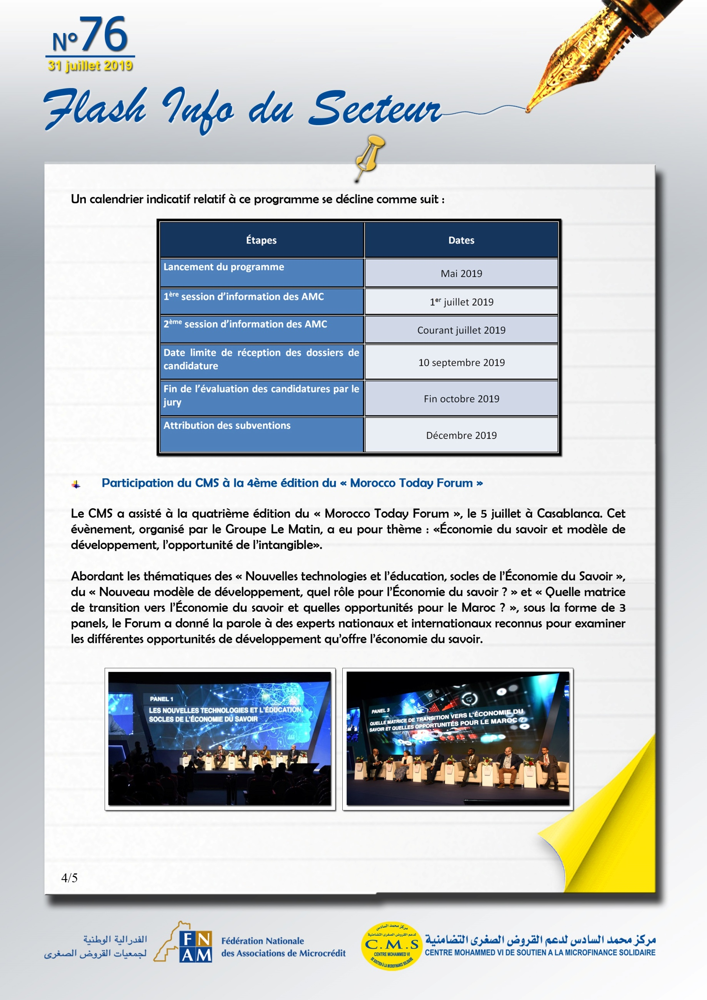 N°76
31 juillet 2019
Flash Info du Secteur
Un calendrier indicatif relatif à ce programme se décline comme suit :
Étapes
Dates
Lancement du programme
Mai 2019
1ère session d’information des AMC
1er juillet 2019
2ème session d’information des AMC
Courant juillet 2019
Date limite de réception des dossiers de
candidature
10 septembre 2019
Fin de l’évaluation des candidatures par le
jury
Fin octobre 2019
Attribution des subventions
Décembre 2019
Participation du CMS à la 4ème édition du « Morocco Today Forum »
Le CMS a assisté à la quatrième édition du « Morocco Today Forum », le 5 juillet à Casablanca. Cet
évènement, organisé par le Groupe Le Matin, a eu pour thème : «Économie du savoir et modèle de
développement, l’opportunité de l’intangible».
Abordant les thématiques des « Nouvelles technologies et l’éducation, socles de l’Économie du Savoir »,
du « Nouveau modèle de développement, quel rôle pour l’Économie du savoir ? » et « Quelle matrice
de transition vers l’Économie du savoir et quelles opportunités pour le Maroc ? », sous la forme de 3
panels, le Forum a donné la parole à des experts nationaux et internationaux reconnus pour examiner
les différentes opportunités de développement qu’offre l’économie du savoir.
PANEL 1
LES NOUVELLES TECHNOLOGIES ET L’ÉDUCATION,
SOCLES DE L’ÉCONOMIE DU SAVOIR
PANEL 3
QUELLE MATRICE DE TRANSITION VERS L’ÉCONOMIE DU
SAVOIR ET QUELLES OPPORTUNITÉS POUR LE MAROC ?
4/5
الفدرالية الوطنية
لجمعيات القروض الصغرى
FN
AM
Fédération Nationale
des Associations de Microcrédit
مركز محمد السادس
لدعم القروض الصغرى التضامنية
C.M.S
CENTRE MOHAMMED VI
DE SOUTIEN À LA MICROFINANCE SOLIDAIRE
مركز محمد السادس لدعم القروض الصغرى التضامنية
CENTRE MOHAMMED VI DE SOUTIEN A LA MICROFINANCE SOLIDAIRE